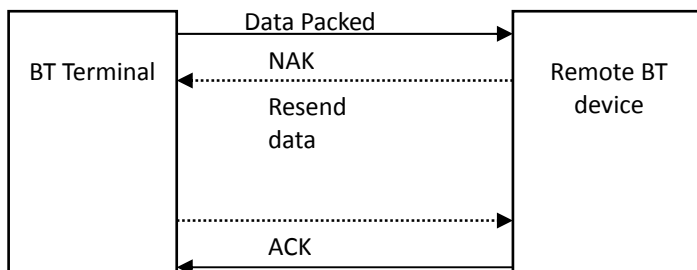 Data Packed
BT Terminal
NAK
Remote BT
device
Resend
data
ACK